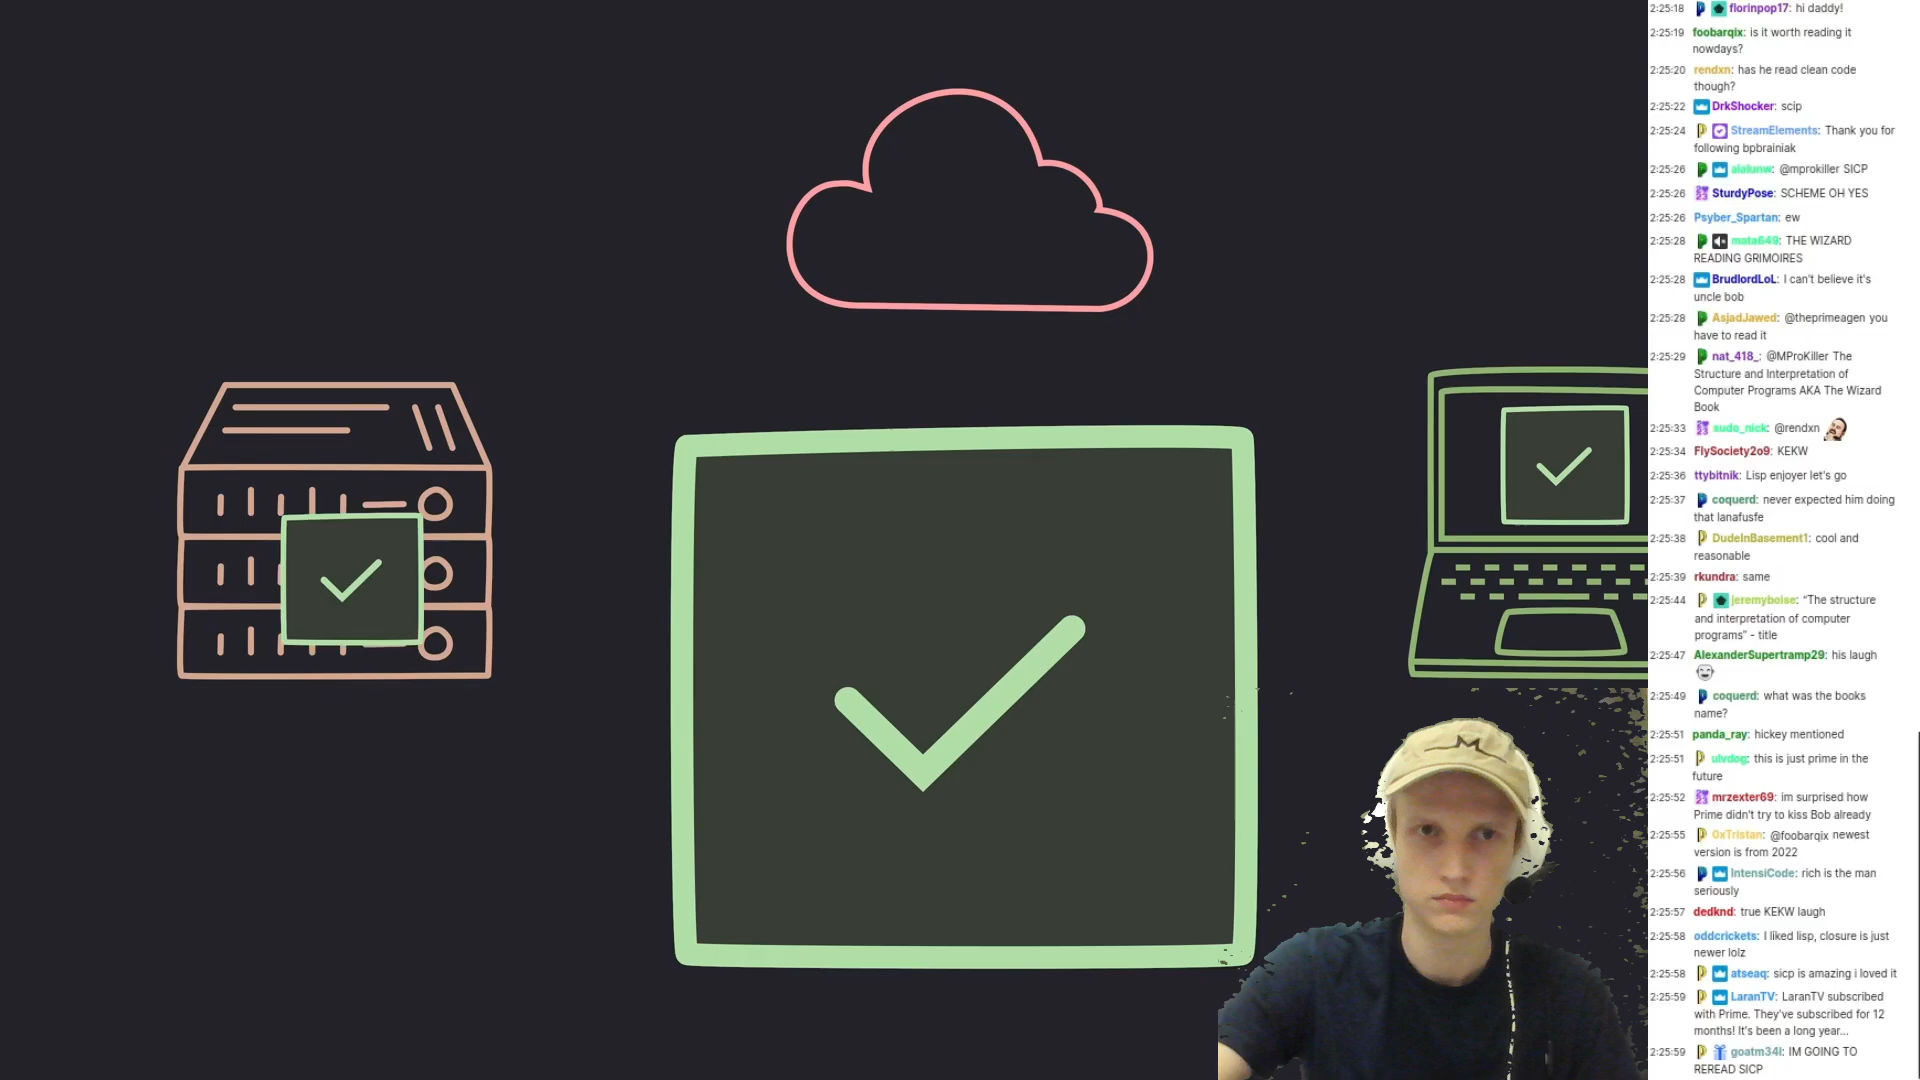 2:25:18 florinpop17: hi daddy!
2:25:19 foobarqix: is it worth reading it
nowdays?
2:25:20 rendxn: has he read clean code
though?
2:25:22 DrkShocker: scip
2:25:24 StreamElements: Thank you for
following bpbrainiak
2:25:26 alalunw: @mprokiller SICP
2:25:26 SturdyPose: SCHEME OH YES
2:25:26 Psyber_Spartan: ew
2:25:28 mata649: THE WIZARD
READING GRIMOIRES
2:25:28 BrudlordLoL: I can't believe it's
uncle bob
2:25:28 AsjadJawed: @theprimeagen you
have to read it
2:25:29 nat_418_: @MProKiller The
Structure and Interpretation of
Computer Programs AKA The Wizard
Book
2:25:33 sudo_nick: @rendxn
2:25:34 FlySociety2o9: KEKW
2:25:36 ttybitnik: Lisp enjoyer let's go
2:25:37 coquerd: never expected him doing
that lanafusfe
2:25:38 DudeInBasement1: cool and
reasonable
2:25:39 rkundra: same
2:25:44 jeremyboise: “The structure
and interpretation of computer
programs” - title
2:25:47 AlexanderSupertramp29: his laugh
2:25:49 coquerd: what was the books
name?
2:25:51 panda_ray: hickey mentioned
2:25:51 ulvdog: this is just prime in the
future
2:25:52 mrzexter69: im surprised how
Prime didn't try to kiss Bob already
2:25:55 0xTristan: @foobarqix newest
version is from 2022
2:25:56 IntensiCode: rich is the man
seriously
2:25:57 dedknd: true KEKW laugh
2:25:58 oddcrickets: I liked lisp, closure is just
newer lolz
2:25:58 atseaq: sicp is amazing i loved it
2:25:59 LaranTV: LaranTV subscribed
with Prime. They've subscribed for 12
months! It's been a long year...
2:25:59 goatm34l: IM GOING TO
REREAD SICP